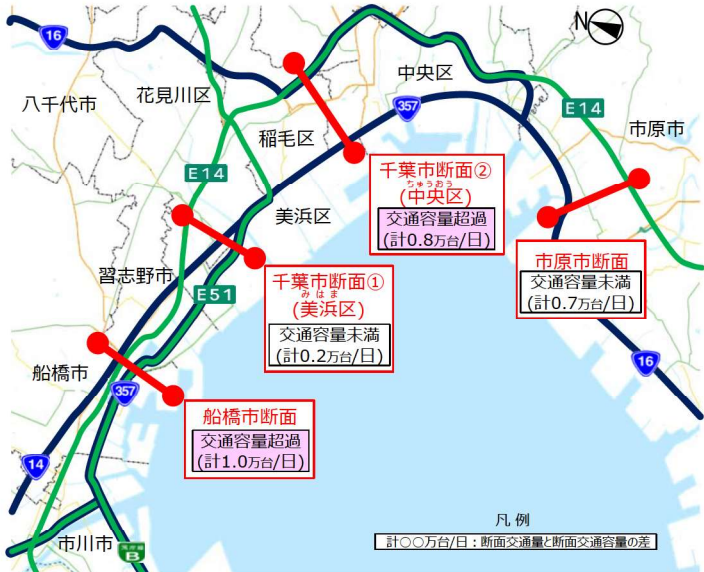 16
N
中央区
八千代市
花見川区
357
E14
市原市
稲毛区
E14
千葉市断面②
ちゅうおう
(中央区)
交通容量超過
(計0.8万台/日)
美浜区
市原市断面
交通容量未満
(計0.7万台/日)
習志野市
千葉市断面①
みはま
(美浜区)
交通容量未満
(計0.2万台/日)
E51
船橋市
357
16
船橋市断面
交通容量超過
(計1.0万台/日)
14
市川市
B
凡例
計○○万台/日:断面交通量と断面交通容量の差